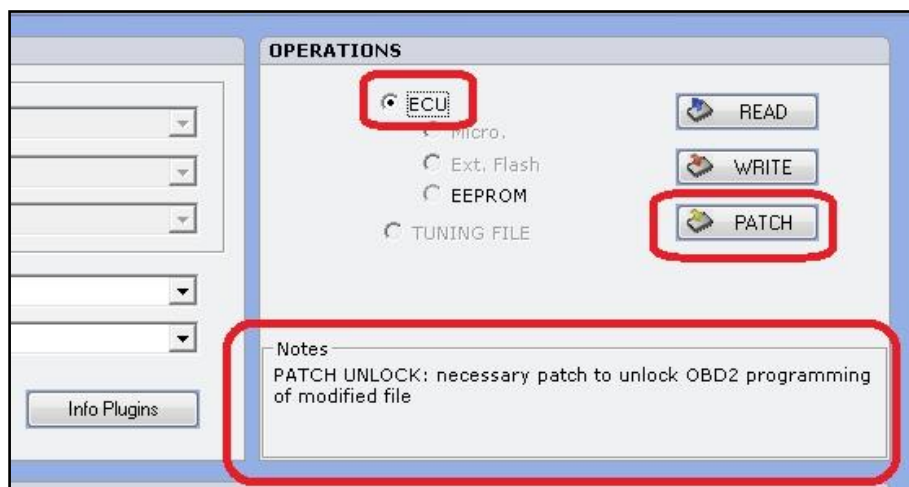 OPERATIONS
ECU
READ
Micro.
Ext. Flash
WRITE
EEPROM
PATCH
TUNING FILE
Notes
PATCH UNLOCK: necessary patch to unlock OBD2 programming
of modified file
Info Plugins